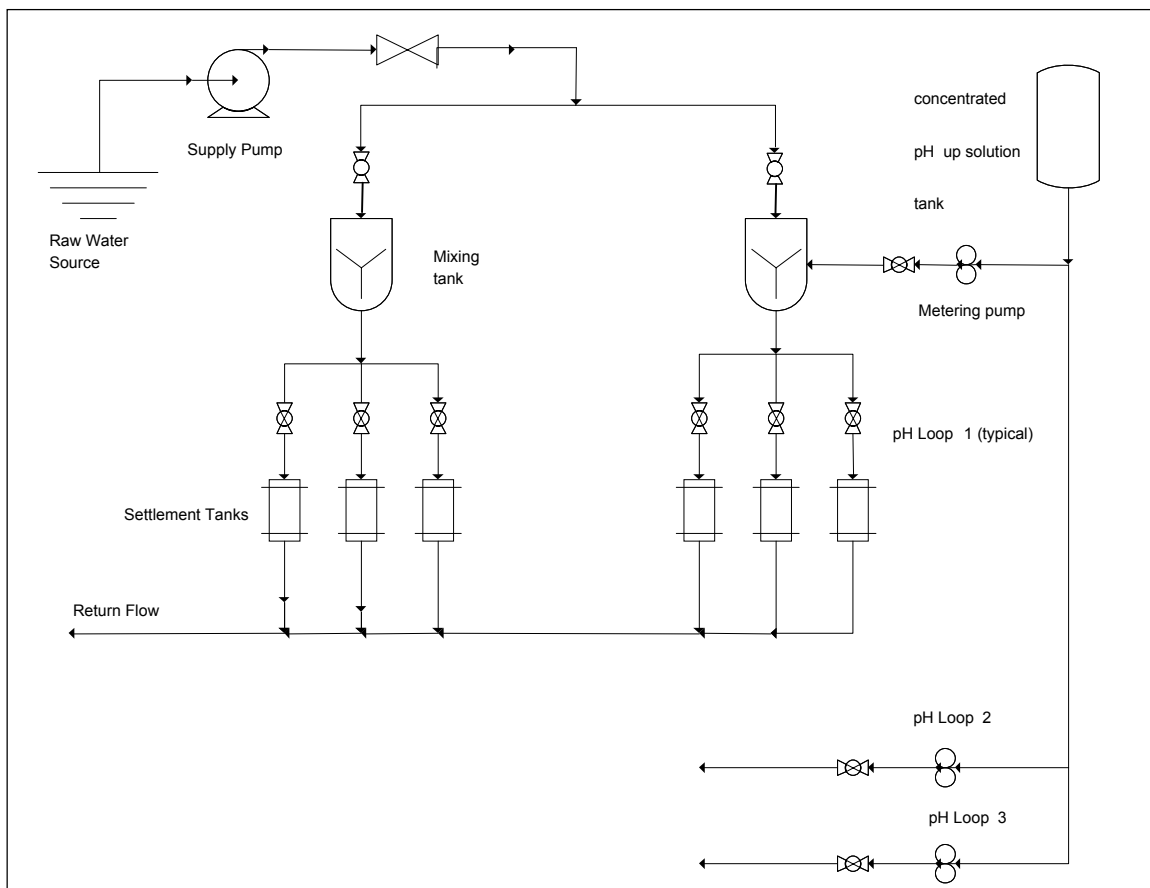 concentrated
pH up solution
tank
Supply Pump
Raw Water
Source
Mixing
tank
Metering pump
pH Loop 1 (typical)
Settlement Tanks
Return Flow
pH Loop 2
pH Loop 3